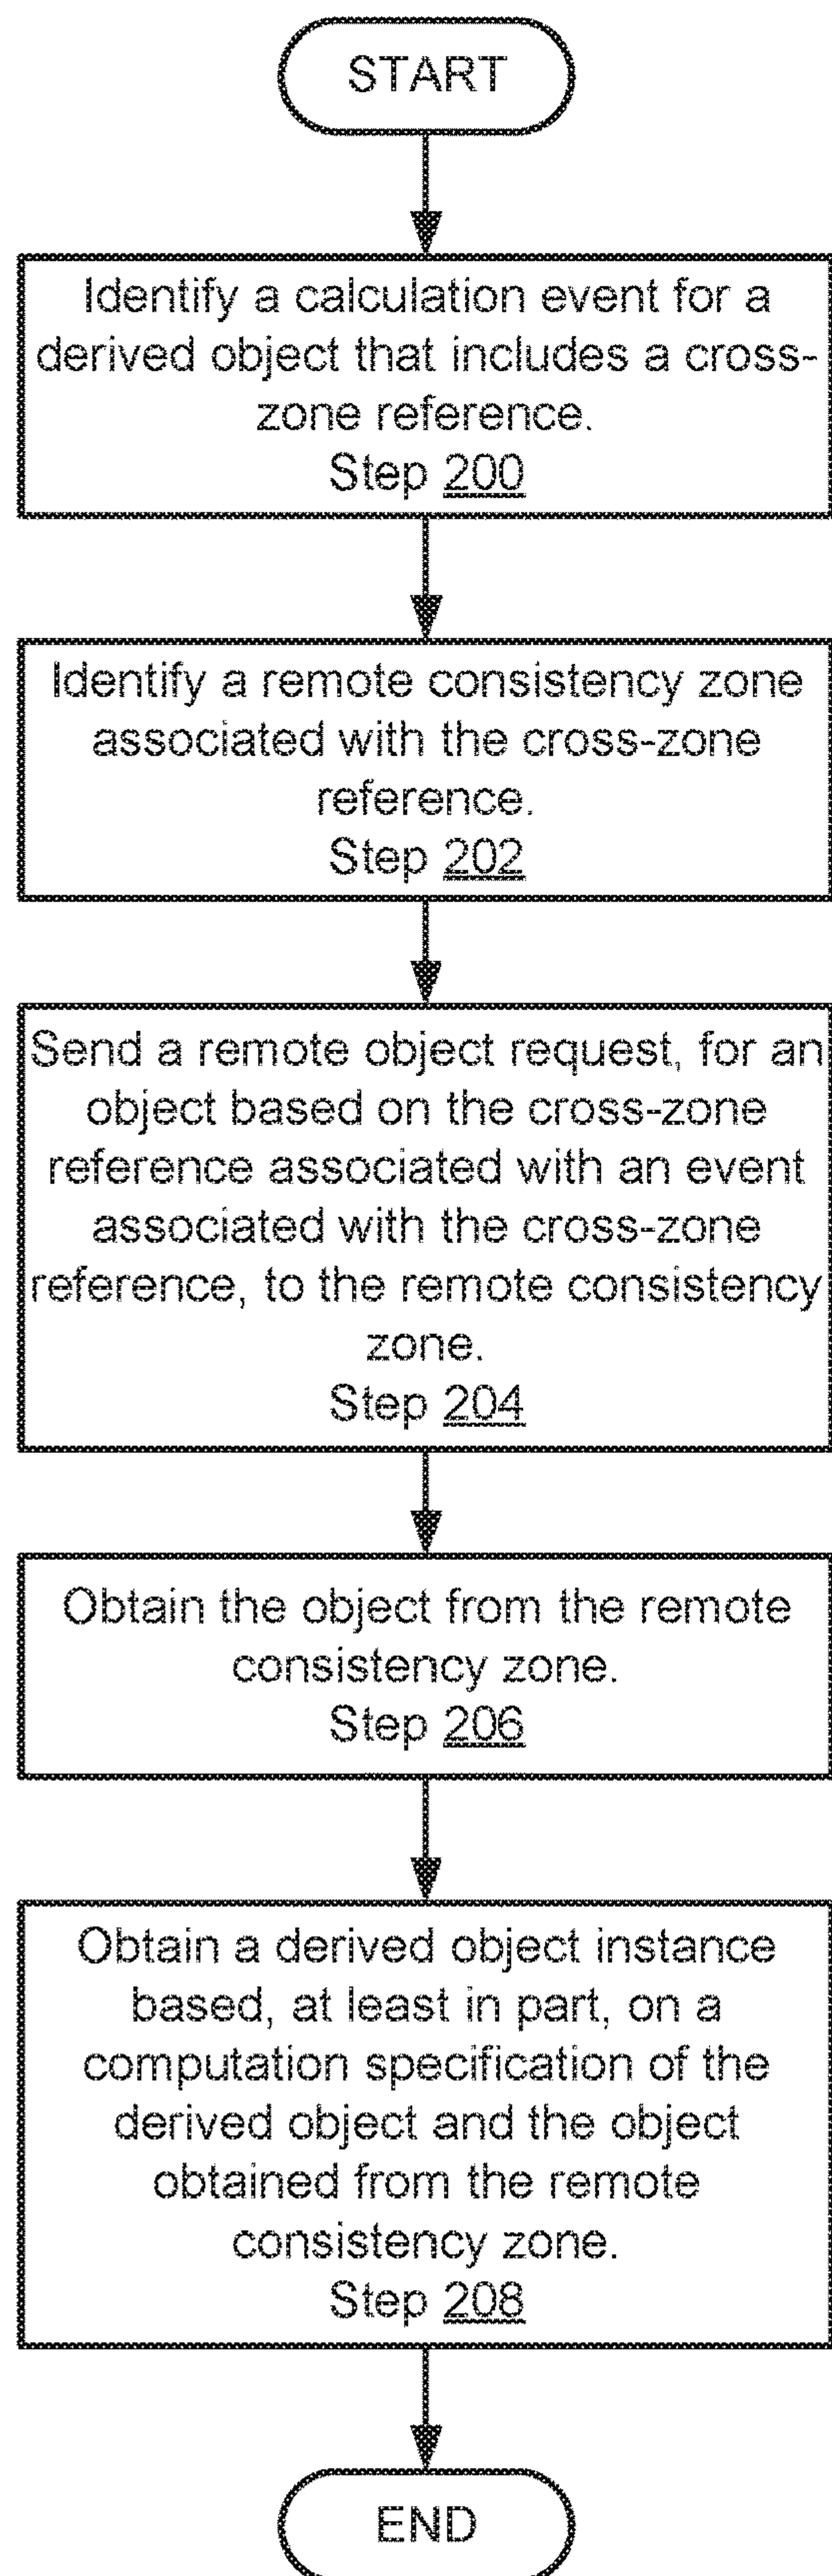 START
Identify a calculation event for a
derived object that includes a cross-
zone reference.
Step 200
Identify a remote consistency zone
associated with the cross-zone
reference.
Step 202
Send a remote object request, for an
object based on the cross-zone
reference associated with an event
associated with the cross-zone
reference, to the remote consistency
zone.
Step 204
Obtain the object from the remote
consistency zone.
Step 206
Obtain a derived object instance
based, at least in part, on a
computation specification of the
derived object and the object
obtained from the remote
consistency zone.
Step 208
END